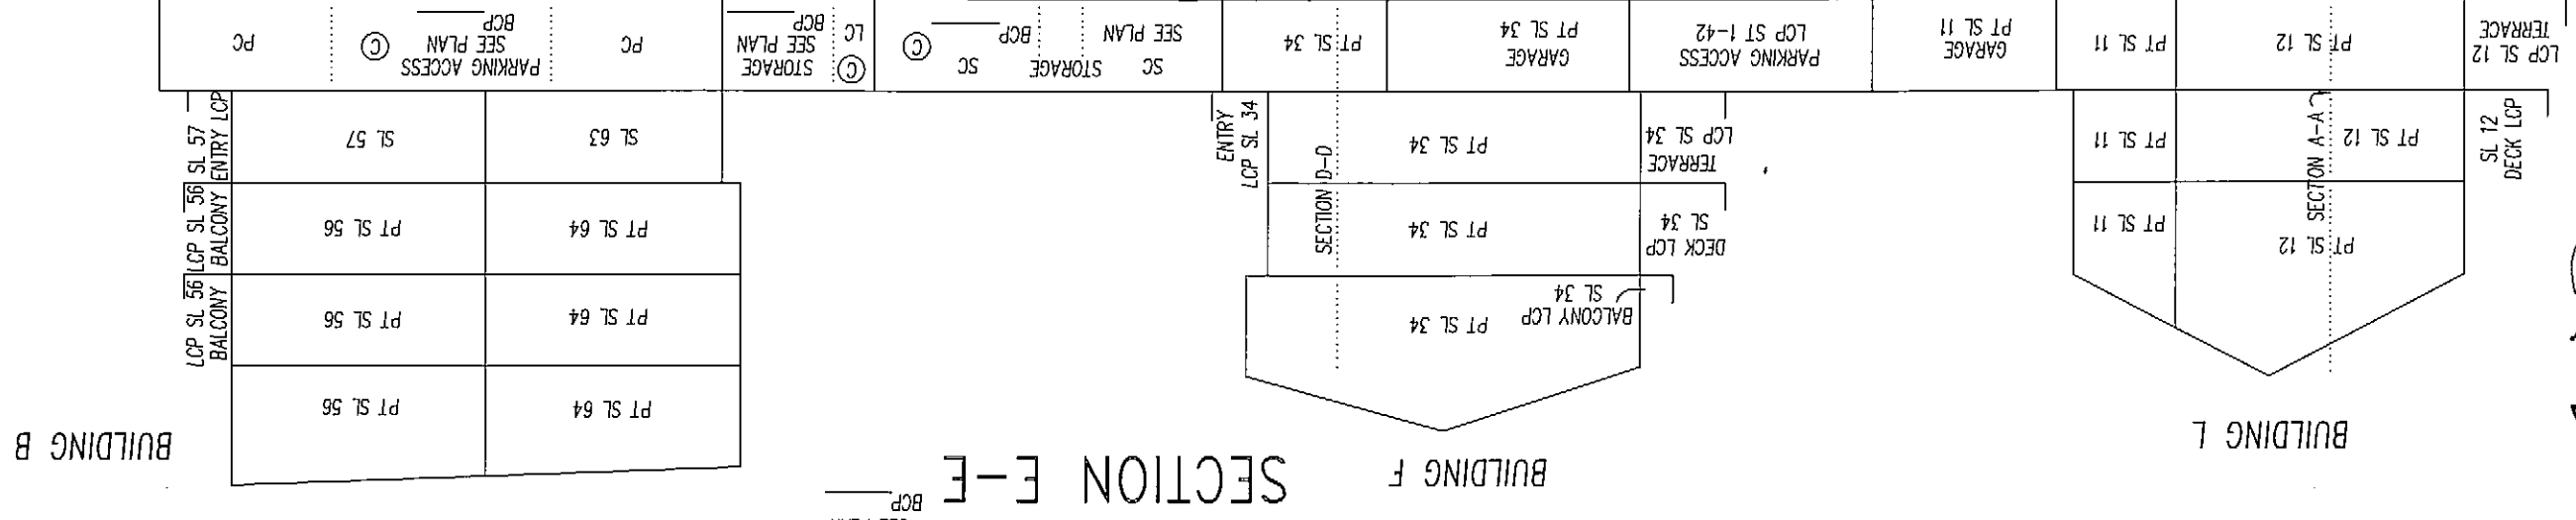 BCP
SECTION E-E
BUILDING L
BUILDING F
BUILDING B
PT SL 12
PT SL 11
SECTION A-A
PT SL 12
PT SL 11
SL 12
DECK LCP
LCP SL 12
TERRACE
PT SL 12
PT SL 11
GARAGE
PT SL 11
PARKING ACCESS
LCP ST 1-42
BALCONY LCP
SL 34
PT SL 34
DECK LCP
SL 34
PT SL 34
SECTION D-D
TERRACE
LCP SL 34
PT SL 34
ENTRY
LCP SL 34
GARAGE
PT SL 34
PT SL 34
SC
STORAGE
SC
SEE PLAN
BCP
C
PT SL 64
PT SL 56
PT SL 64
PT SL 56
LCP SL 56
BALCONY
PT SL 64
PT SL 56
LCP SL 56
BALCONY
SL 63
SL 57
SL 57
ENTRY LCP
C
LC
STORAGE
SEE PLAN
BCP
PC
PARKING ACCESS
SEE PLAN
BCP
C
PC